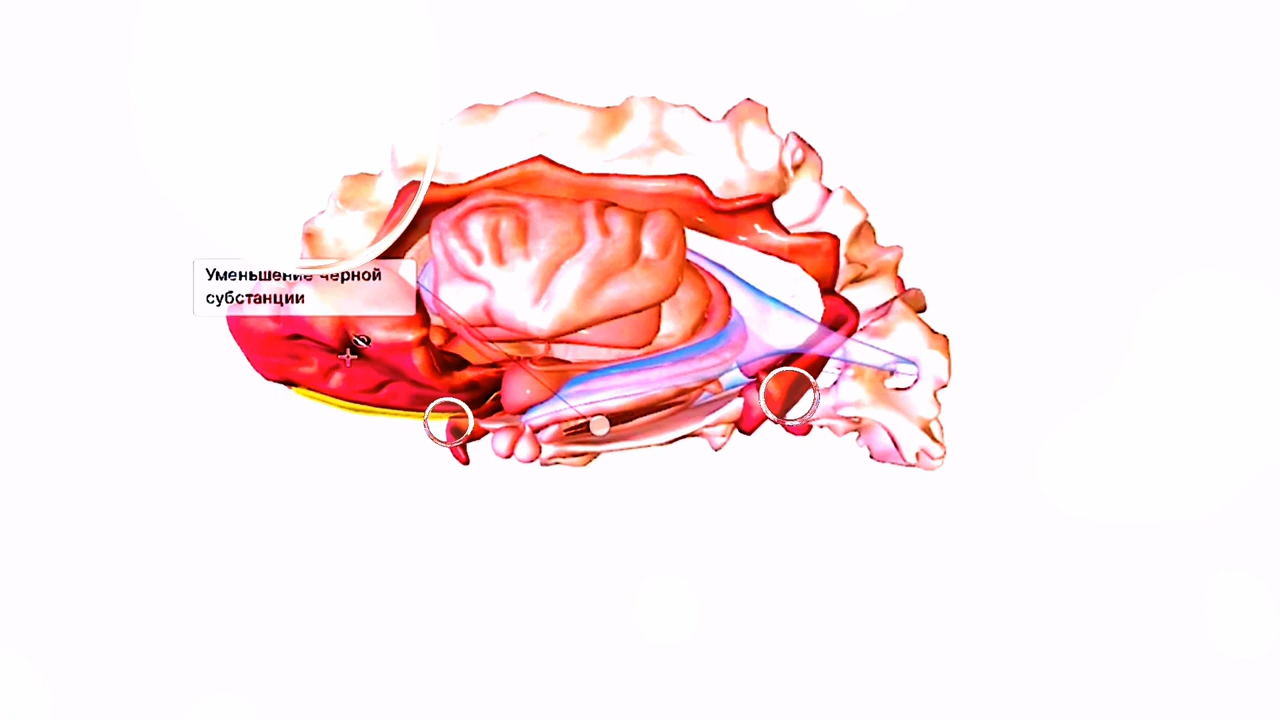 Уменьшение черной
субстанции